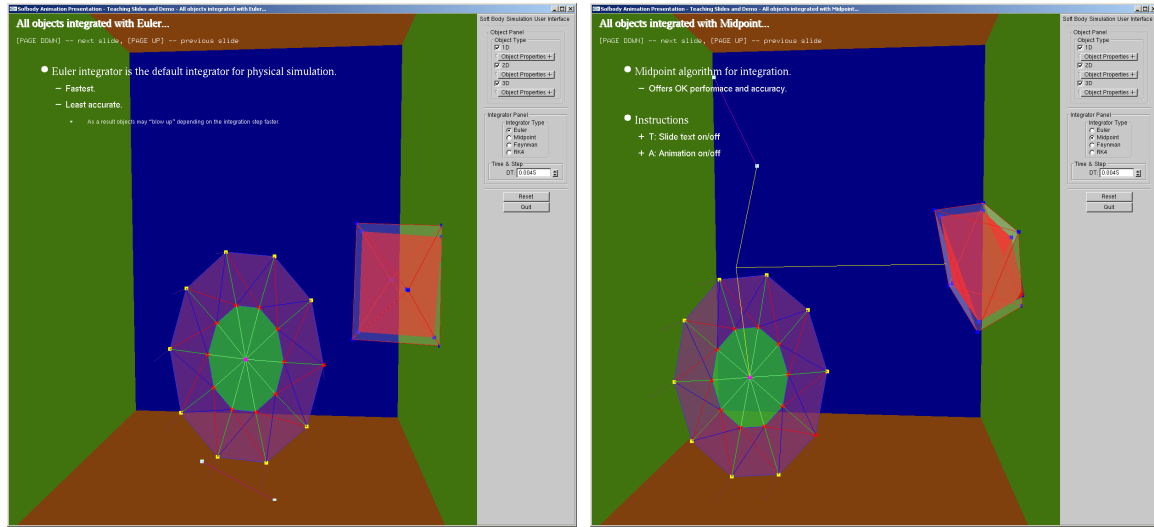 Sofbody Animation Presentation - Teaching Slides and Demo - All objects integrated with Euler...
All objects integrated with Euler...
[PAGE DOWN] -- next slide, [PAGE UP] -- previous slide
Euler integrator is the default integrator for physical simulation.
– Fastest.
– Least accurate.
As a result objects may "blow up" depending on the integration step faster.
Soft Body Simulation User Interface
Object Panel
Object Type
1D
Object Properties +
2D
Object Properties +
3D
Object Properties +
Integrator Panel
Integrator Type
Euler
Midpoint
Feynman
RK4
Time & Step
DT: 0.0045
Reset
Quit
Sofbody Animation Presentation - Teaching Slides and Demo - All objects integrated with Midpoint...
All objects integrated with Midpoint...
[PAGE DOWN] -- next slide, [PAGE UP] -- previous slide
Midpoint algorithm for integration.
– Offers OK performace and accuracy.
Instructions
+ T: Slide text on/off
+ A: Animation on/off
Soft Body Simulation User Interface
Object Panel
Object Type
1D
Object Properties +
2D
Object Properties +
3D
Object Properties +
Integrator Panel
Integrator Type
Euler
Midpoint
Feynman
RK4
Time & Step
DT: 0.0045
Reset
Quit